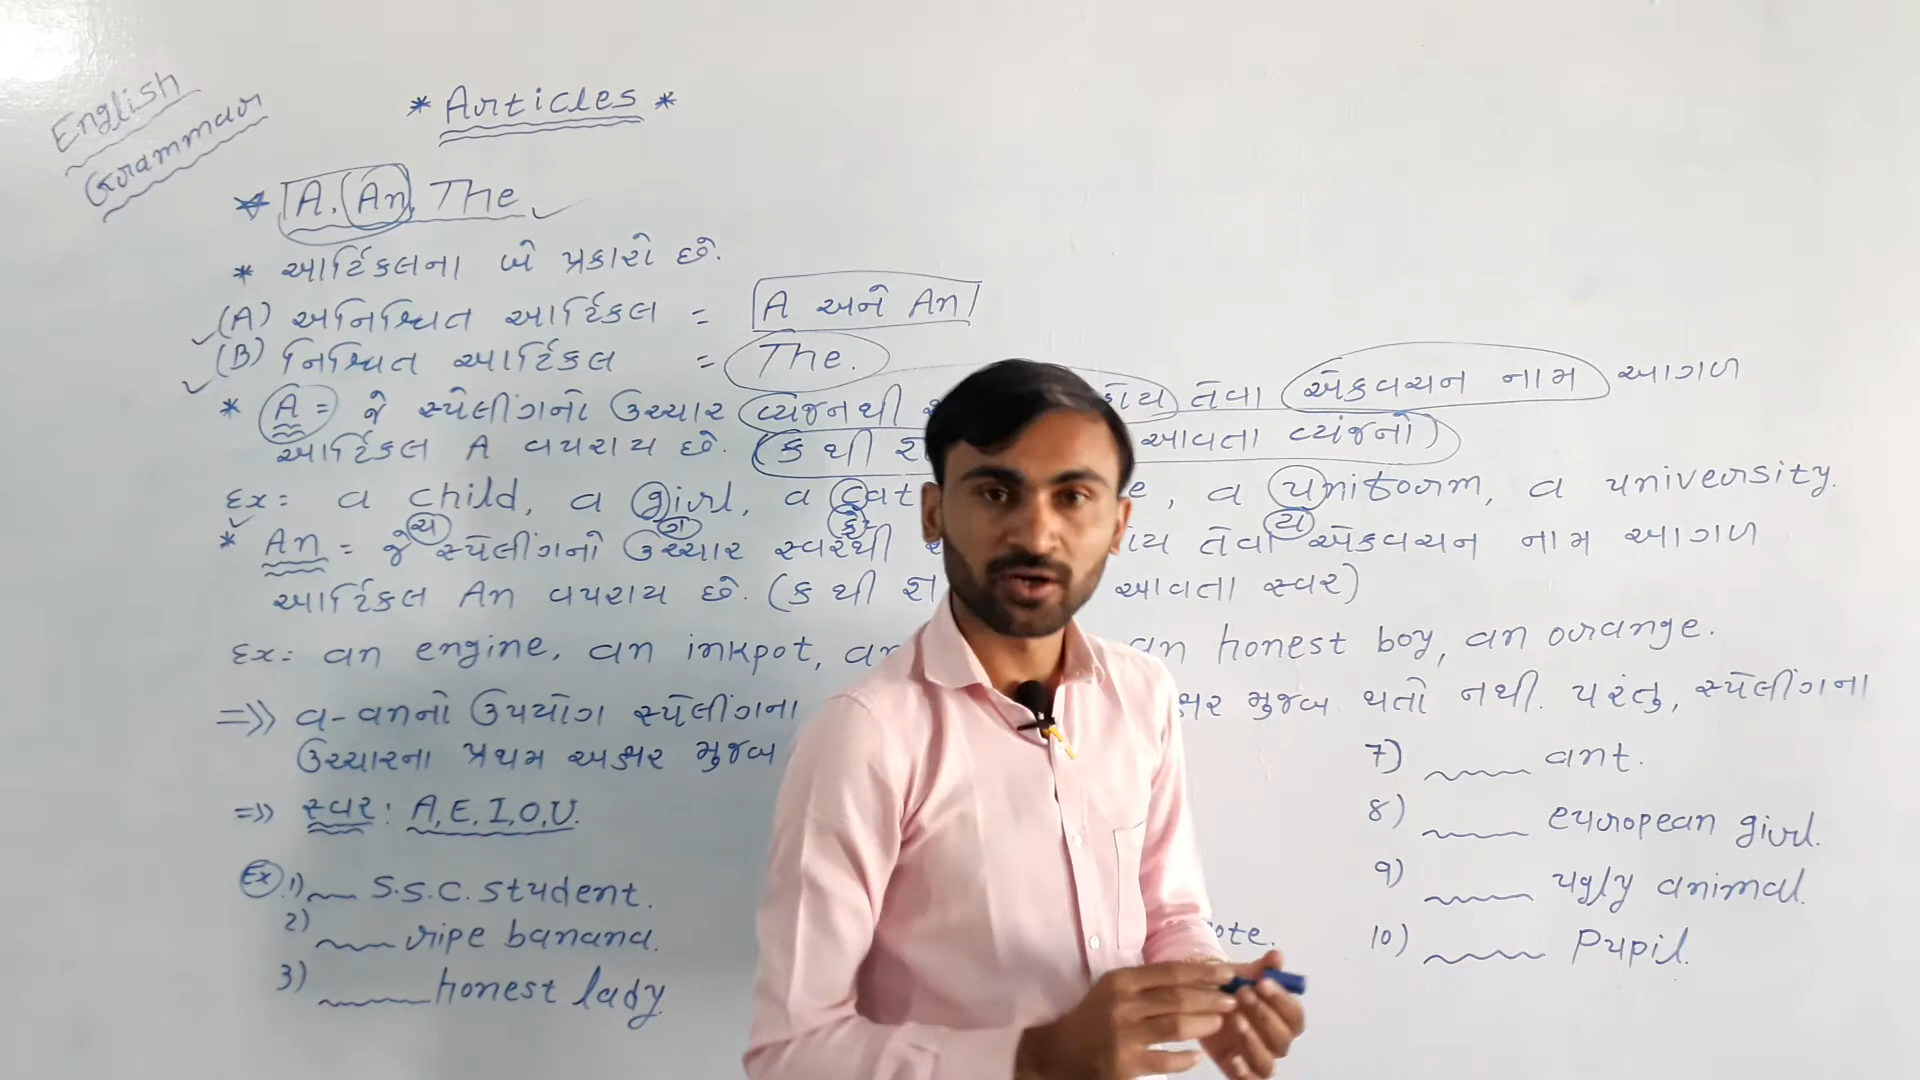 English
Grammar
* Articles *
* A, An, The
* આર્ટિકલના બે પ્રકારો છે.
(A) અનિશ્ચિત આર્ટિકલ = A અને An
(B) નિશ્ચિત આર્ટિકલ = The.
* A = જે સ્પેલીંગનો ઉચ્ચાર વ્યંજનથી હોય તેવા એકવચન નામ આગળ
આર્ટિકલ A વપરાય છે. (ક થી જ્ઞ આવતા વ્યંજનો)
Ex = a child, a girl, a cat, a uniform, a university.
ચ ગ કે ય
* An = જે સ્પેલીંગનો ઉચ્ચાર સ્વરથી તેવા એકવચન નામ આગળ
આર્ટિકલ An વપરાય છે. (ક થી જ્ઞ આવતા સ્વર)
Ex: an engine, an inkpot, an honest boy, an orange.
=>> a-anનો ઉપયોગ સ્પેલીંગના મુજબ થતો નથી. પરંતુ, સ્પેલીંગના
ઉચ્ચારના પ્રથમ અક્ષર મુજબ
=>> સ્વર: A, E, I, O, U.
Ex. 1) S.S.C. student.
2) ripe banana.
3) honest lady.
7) ant.
8) european girl.
9) ugly animal.
10) pupil.